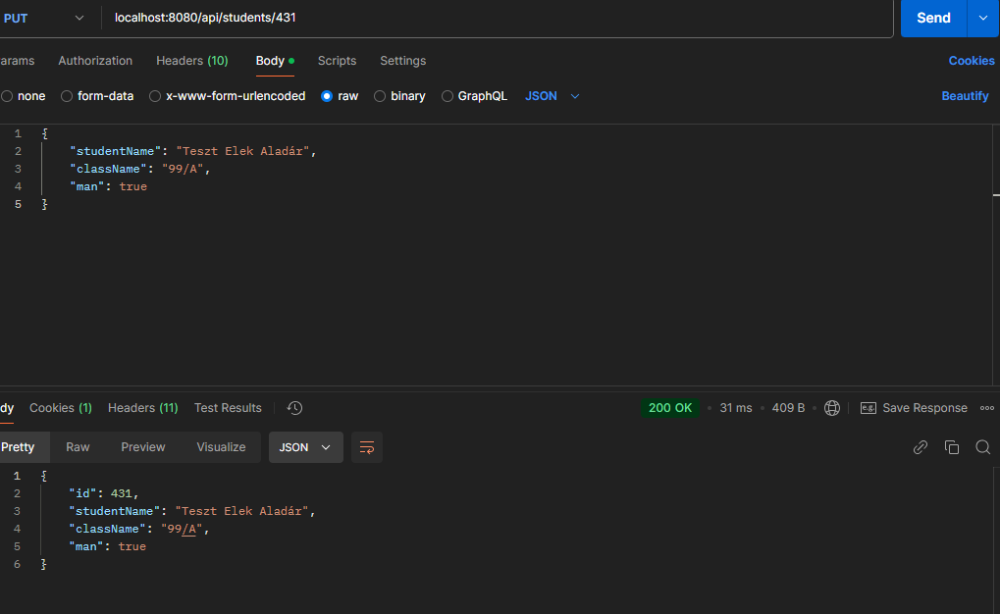 PUT localhost:8080/api/students/431 Send
arams Authorization Headers (10) Body Scripts Settings Cookies
none form-data x-www-form-urlencoded raw binary GraphQL JSON Beautify
1 {
2 "studentName": "Teszt Elek Aladár",
3 "className": "99/A",
4 "man": true
5 }
dy Cookies (1) Headers (11) Test Results 200 OK 31 ms 409 B e.g. Save Response
Pretty Raw Preview Visualize JSON
1 {
2 "id": 431,
3 "studentName": "Teszt Elek Aladár",
4 "className": "99/A",
5 "man": true
6 }